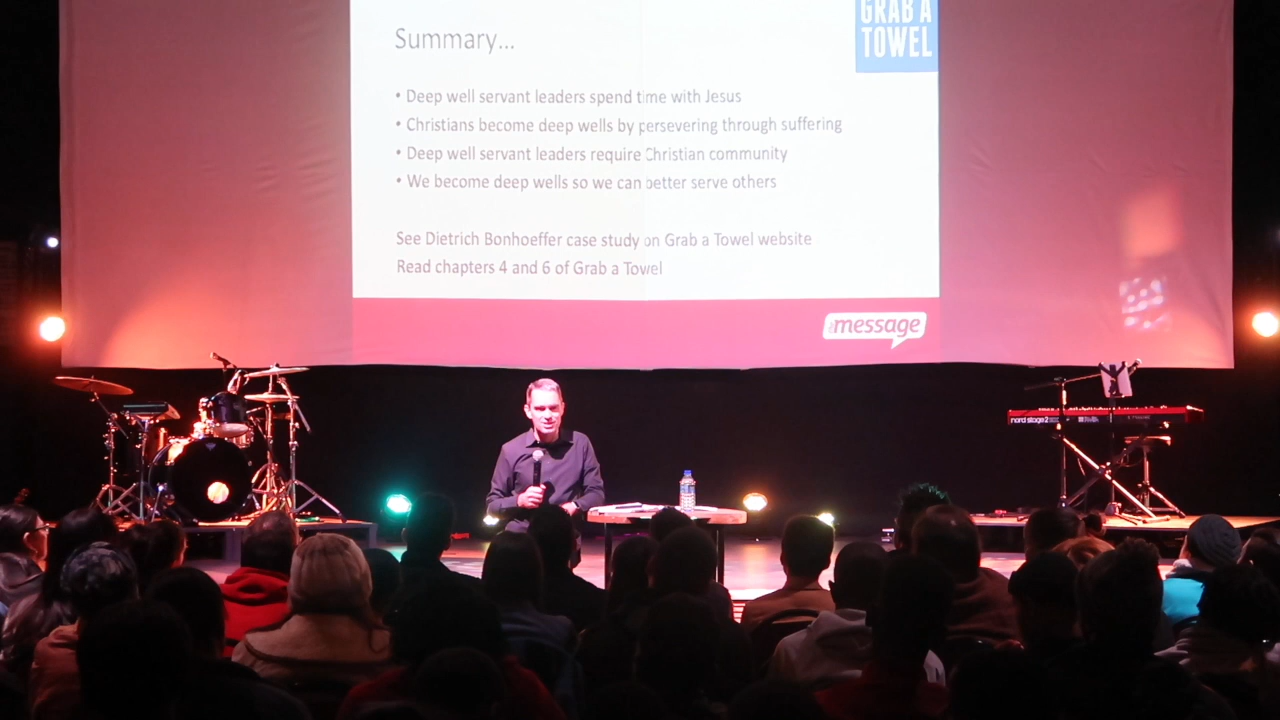 GRAB A
TOWEL
Summary...
• Deep well servant leaders spend time with Jesus
• Christians become deep wells by persevering through suffering
• Deep well servant leaders require Christian community
• We become deep wells so we can better serve others
See Dietrich Bonhoeffer case study on Grab a Towel website
Read chapters 4 and 6 of Grab a Towel
the message
nord stage 2